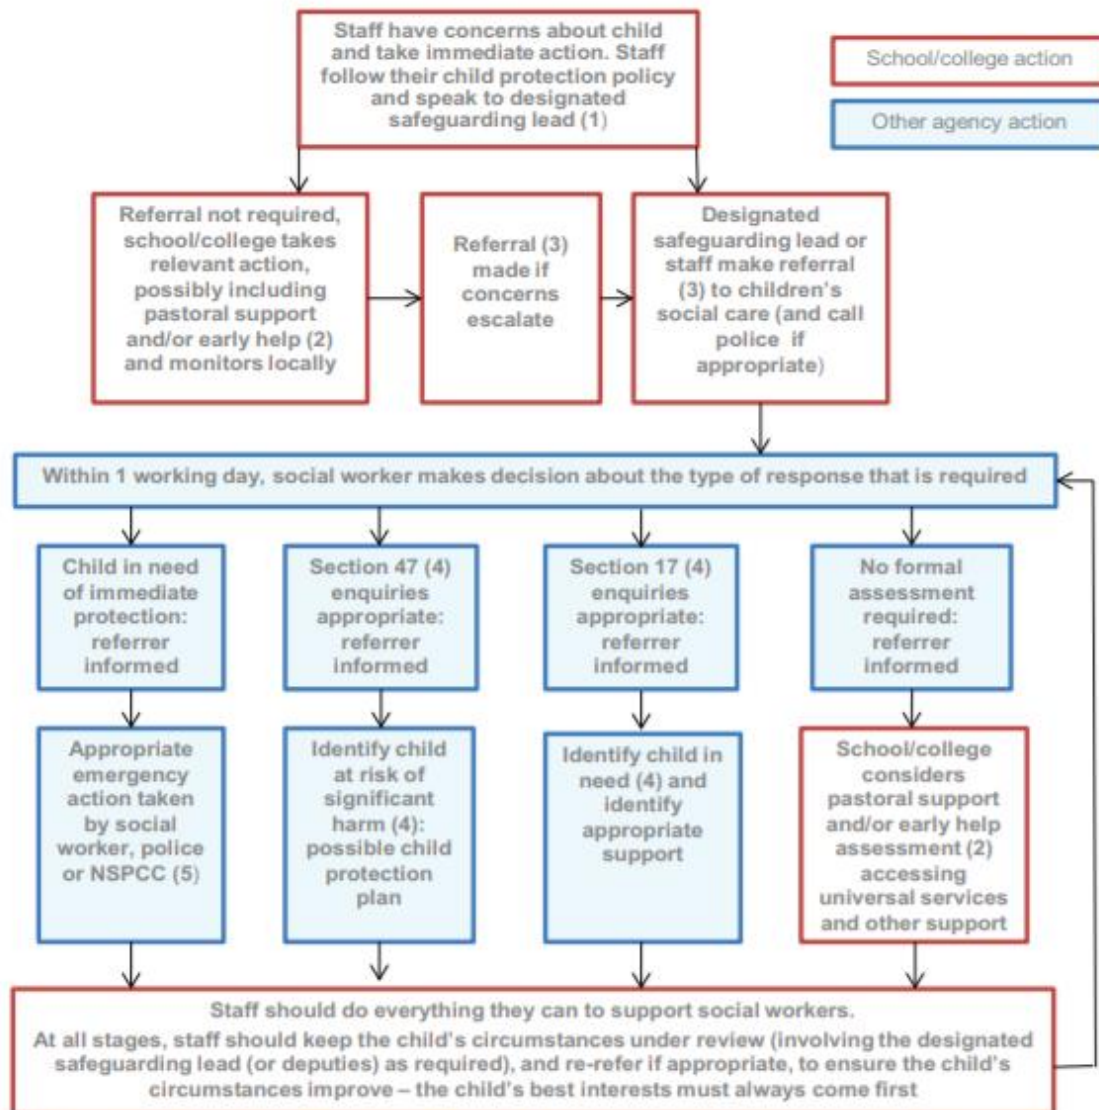 Staff have concerns about child
and take immediate action. Staff
follow their child protection policy
and speak to designated
safeguarding lead (1)
School/college action
Other agency action
Referral not required,
school/college takes
relevant action,
possibly including
pastoral support
and/or early help (2)
and monitors locally
Referral (3)
made if
concerns
escalate
Designated
safeguarding lead or
staff make referral
(3) to children's
social care (and call
police if
appropriate)
Within 1 working day, social worker makes decision about the type of response that is required
Child in need
of immediate
protection:
referrer
informed
Section 47 (4)
enquiries
appropriate:
referrer
informed
Section 17 (4)
enquiries
appropriate:
referrer
informed
No formal
assessment
required:
referrer
informed
Appropriate
emergency
action taken
by social
worker, police
or NSPCC (5)
Identify child
at risk of
significant
harm (4):
possible child
protection
plan
Identify child in
need (4) and
identify
appropriate
support
School/college
considers
pastoral support
and/or early help
assessment (2)
accessing
universal services
and other support
Staff should do everything they can to support social workers.
At all stages, staff should keep the child's circumstances under review (involving the designated
safeguarding lead (or deputies) as required), and re-refer if appropriate, to ensure the child's
circumstances improve – the child's best interests must always come first